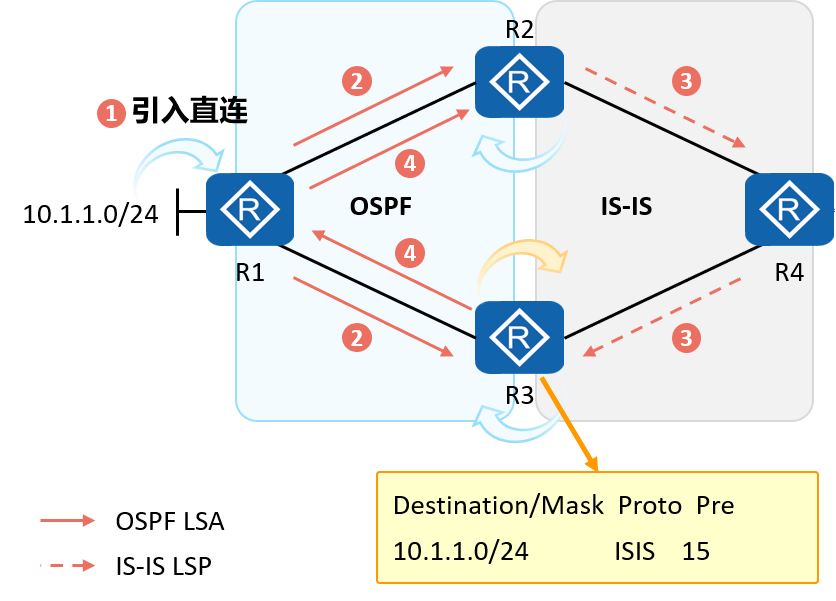 R2
2
3
1 引入直连
4
R
R
R
10.1.1.0/24
OSPF
IS-IS
R1
4
R4
2
R
3
R3
Destination/Mask Proto Pre
10.1.1.0/24 ISIS 15
OSPF LSA
IS-IS LSP